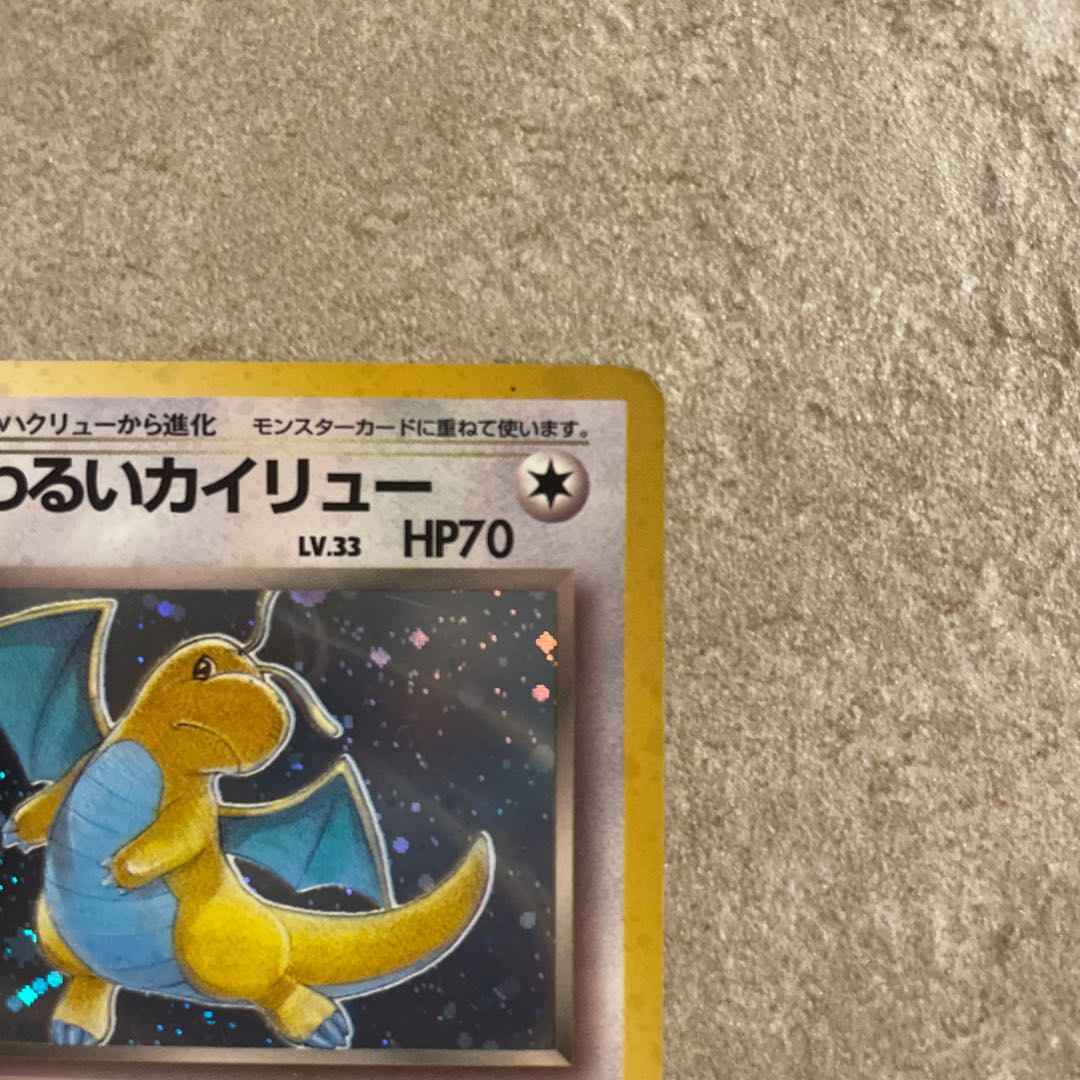 ハクリューから進化 モンスターカードに重ねて使います。
わるいカイリュー
LV.33 HP70